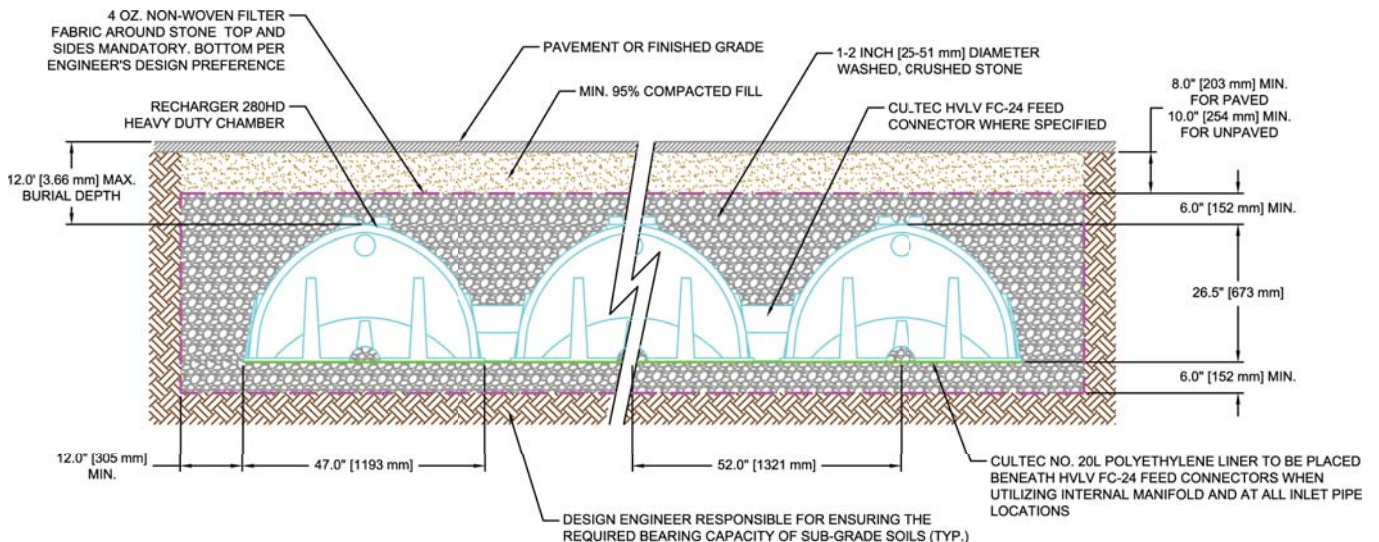 4 OZ. NON-WOVEN FILTER
FABRIC AROUND STONE TOP AND
SIDES MANDATORY. BOTTOM PER
ENGINEER'S DESIGN PREFERENCE
PAVEMENT OR FINISHED GRADE
1-2 INCH [25-51 mm] DIAMETER
WASHED, CRUSHED STONE
8.0" [203 mm] MIN.
FOR PAVED
10.0" [254 mm] MIN.
FOR UNPAVED
MIN. 95% COMPACTED FILL
RECHARGER 280HD
HEAVY DUTY CHAMBER
CULTEC HVLV FC-24 FEED
CONNECTOR WHERE SPECIFIED
12.0' [3.66 mm] MAX.
BURIAL DEPTH
6.0" [152 mm] MIN.
26.5" [673 mm]
6.0" [152 mm] MIN.
12.0" [305 mm]
MIN.
47.0" [1193 mm]
52.0" [1321 mm]
CULTEC NO. 20L POLYETHYLENE LINER TO BE PLACED
BENEATH HVLV FC-24 FEED CONNECTORS WHEN
UTILIZING INTERNAL MANIFOLD AND AT ALL INLET PIPE
LOCATIONS
DESIGN ENGINEER RESPONSIBLE FOR ENSURING THE
REQUIRED BEARING CAPACITY OF SUB-GRADE SOILS (TYP.)